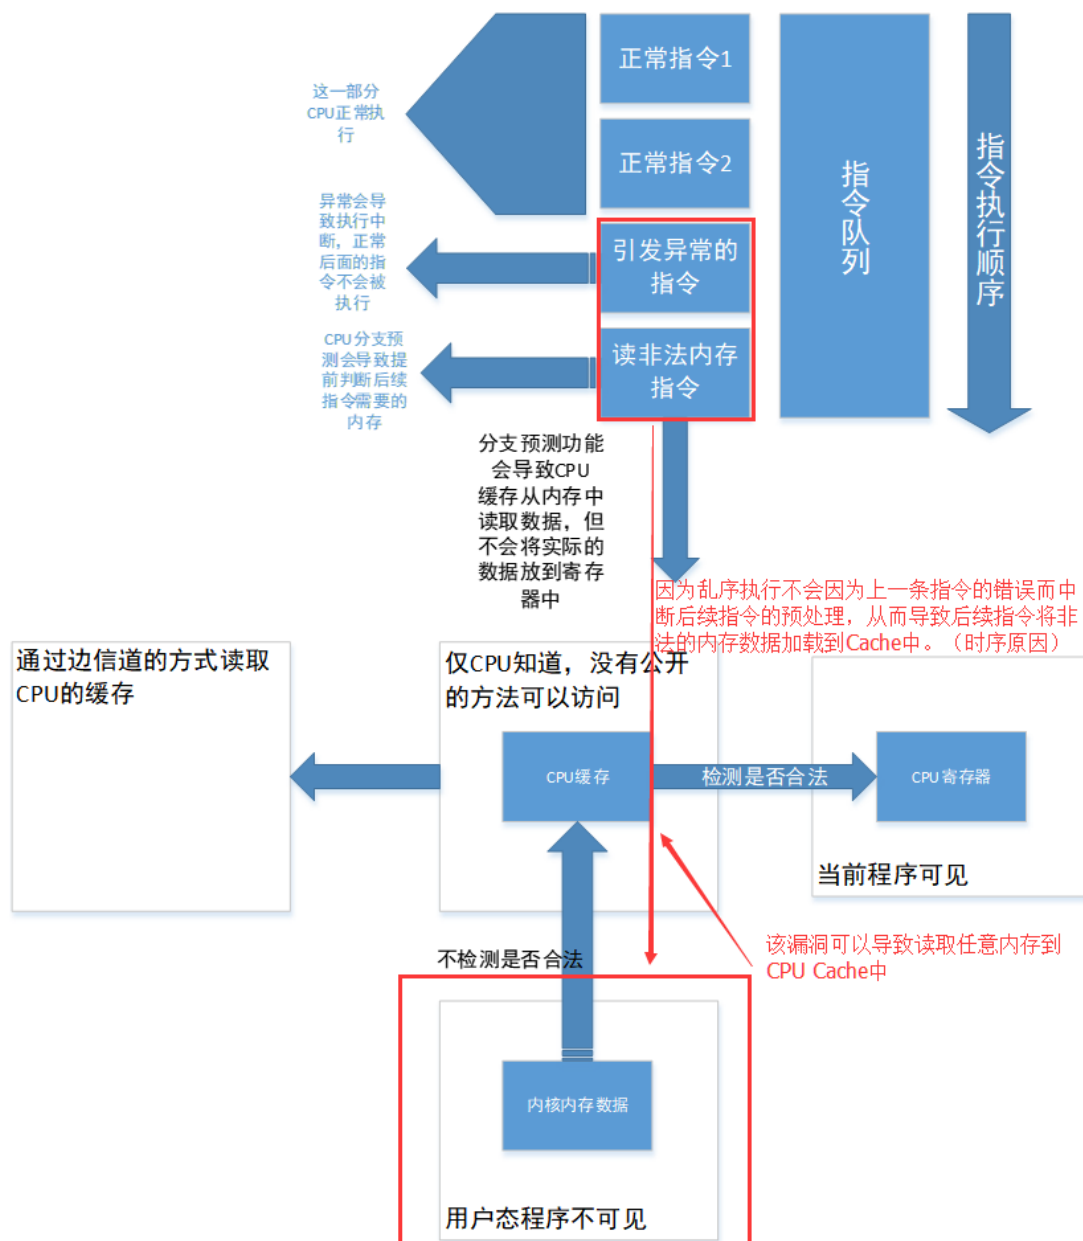 正常指令1
这一部分
CPU正常执
行
正常指令2
指令队列
指令执行顺序
异常会导
致执行中
断，正常
后面的指
令不会被
执行
引发异常的
指令
CPU分支预
测会导致提
前判断后续
指令需要的
内存
读非法内存
指令
分支预测功能
会导致CPU
缓存从内存中
读取数据，但
不会将实际的
数据放到寄存
器中
因为乱序执行不会因为上一条指令的错误而中
断后续指令的预处理，从而导致后续指令将非
法的内存数据加载到Cache中。（时序原因）
通过边信道的方式读取
CPU的缓存
仅CPU知道，没有公开
的方法可以访问
CPU缓存
检测是否合法
CPU寄存器
当前程序可见
不检测是否合法
该漏洞可以导致读取任意内存到
CPU Cache中
内核内存数据
用户态程序不可见